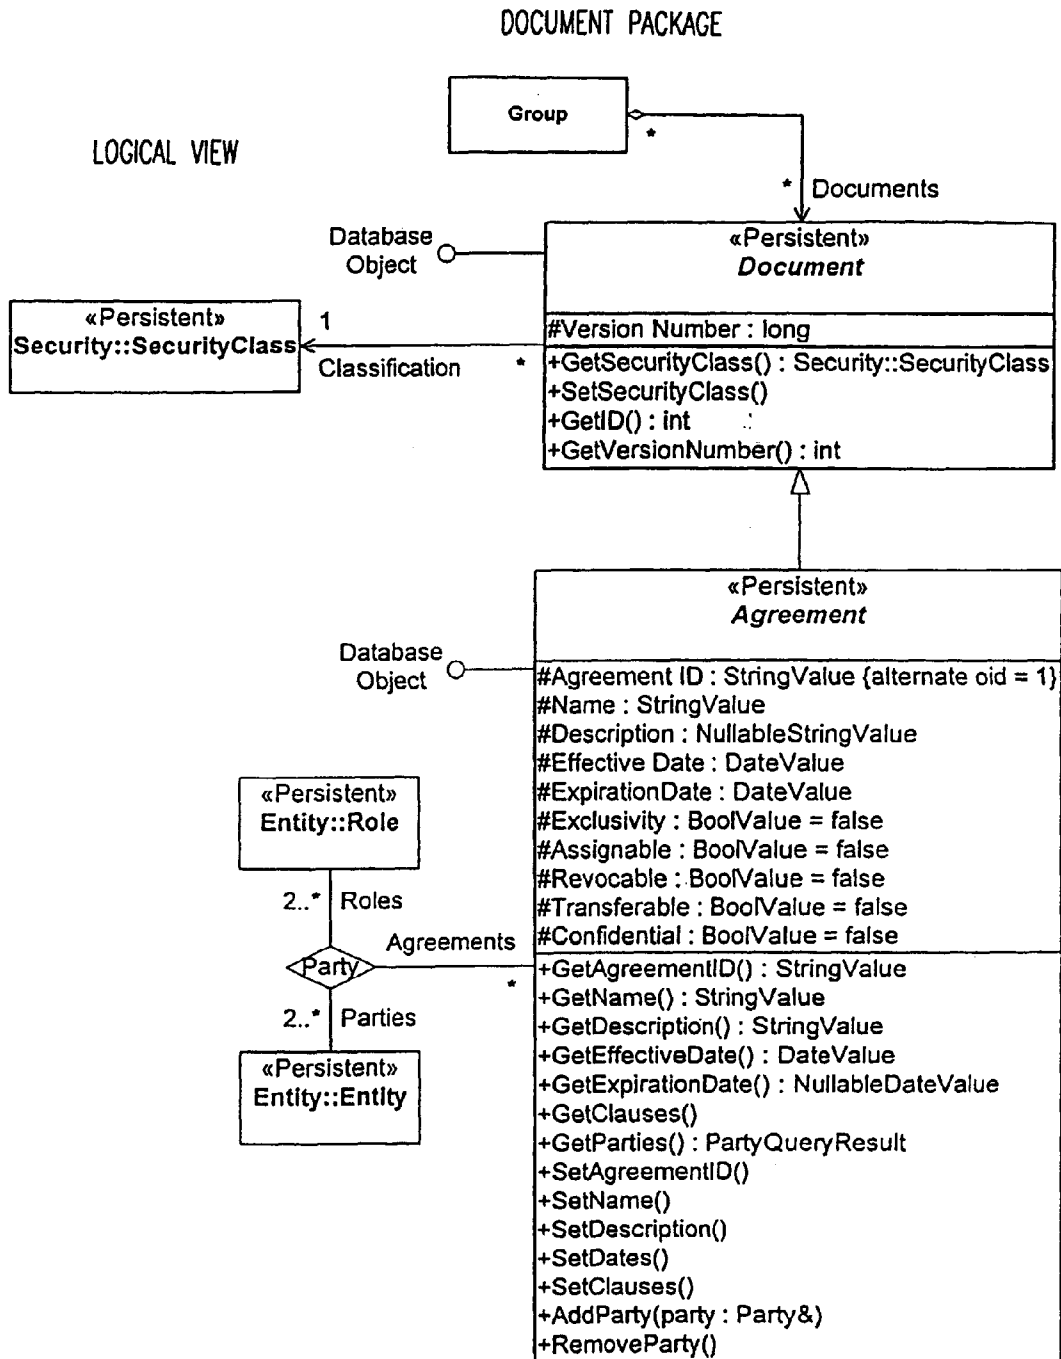 DOCUMENT PACKAGE
Group
*
LOGICAL VIEW
* Documents
Database
Object
«Persistent»
Document
#Version Number : long
+GetSecurityClass() : Security::SecurityClass
+SetSecurityClass()
+GetID() : int
+GetVersionNumber() : int
«Persistent»
Security::SecurityClass
1
Classification
*
«Persistent»
Agreement
Database
Object
#Agreement ID : StringValue {alternate oid = 1}
#Name : StringValue
#Description : NullableStringValue
#Effective Date : DateValue
#ExpirationDate : DateValue
#Exclusivity : BoolValue = false
#Assignable : BoolValue = false
#Revocable : BoolValue = false
#Transferable : BoolValue = false
#Confidential : BoolValue = false
+GetAgreementID() : StringValue
+GetName() : StringValue
+GetDescription() : StringValue
+GetEffectiveDate() : DateValue
+GetExpirationDate() : NullableDateValue
+GetClauses()
+GetParties() : PartyQueryResult
+SetAgreementID()
+SetName()
+SetDescription()
+SetDates()
+SetClauses()
+AddParty(party : Party&)
+RemoveParty()
«Persistent»
Entity::Role
2..* Roles
Party
Agreements
*
2..* Parties
«Persistent»
Entity::Entity